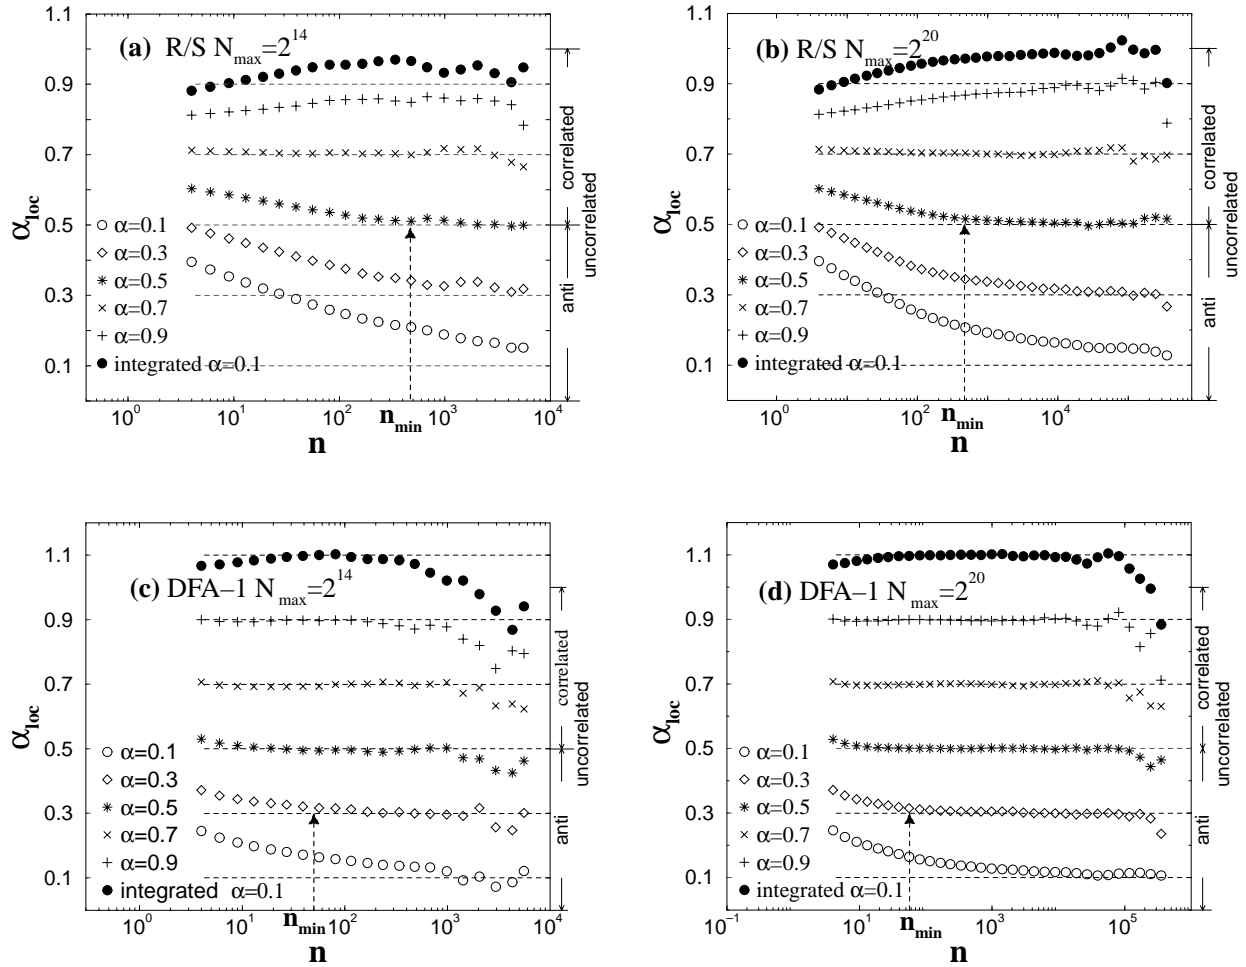 (a) R/S N_max=2^14
1.1
0.9
0.7
0.5
0.3
0.1
α_loc
α=0.1
α=0.3
α=0.5
α=0.7
α=0.9
integrated α=0.1
correlated
uncorrelated
anti
10^0 10^1 10^2 10^3 10^4
n_min
n
(b) R/S N_max=2^20
1.1
0.9
0.7
0.5
0.3
0.1
α_loc
α=0.1
α=0.3
α=0.5
α=0.7
α=0.9
integrated α=0.1
correlated
uncorrelated
anti
10^0 10^2 10^4
n_min
n
(c) DFA–1 N_max=2^14
1.1
0.9
0.7
0.5
0.3
0.1
α_loc
α=0.1
α=0.3
α=0.5
α=0.7
α=0.9
integrated α=0.1
correlated
uncorrelated
anti
10^0 10^1 10^2 10^3 10^4
n_min
n
(d) DFA–1 N_max=2^20
1.1
0.9
0.7
0.5
0.3
0.1
α_loc
α=0.1
α=0.3
α=0.5
α=0.7
α=0.9
integrated α=0.1
correlated
uncorrelated
anti
10^−1 10^1 10^3 10^5
n_min
n